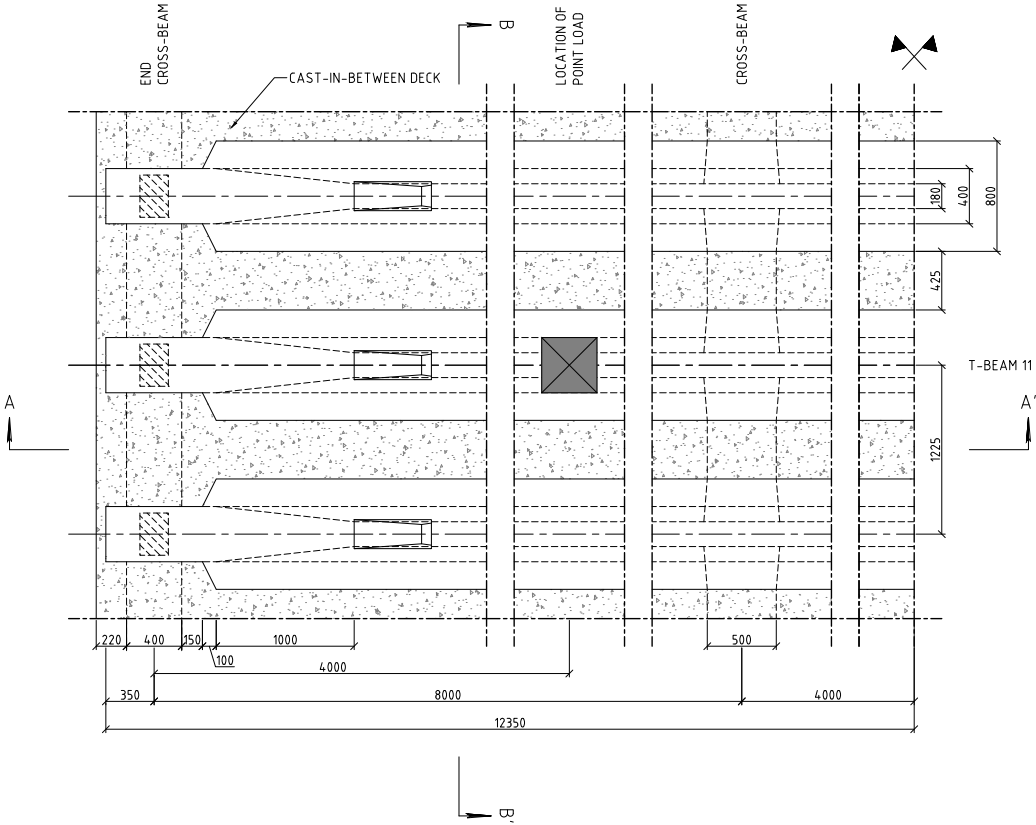 END
CROSS-BEAM
B
LOCATION OF
POINT LOAD
CROSS-BEAM
CAST-IN-BETWEEN DECK
180
400
800
425
T-BEAM 11
A
A'
1225
220
400
150
1000
500
100
4000
350
8000
4000
12350
B'